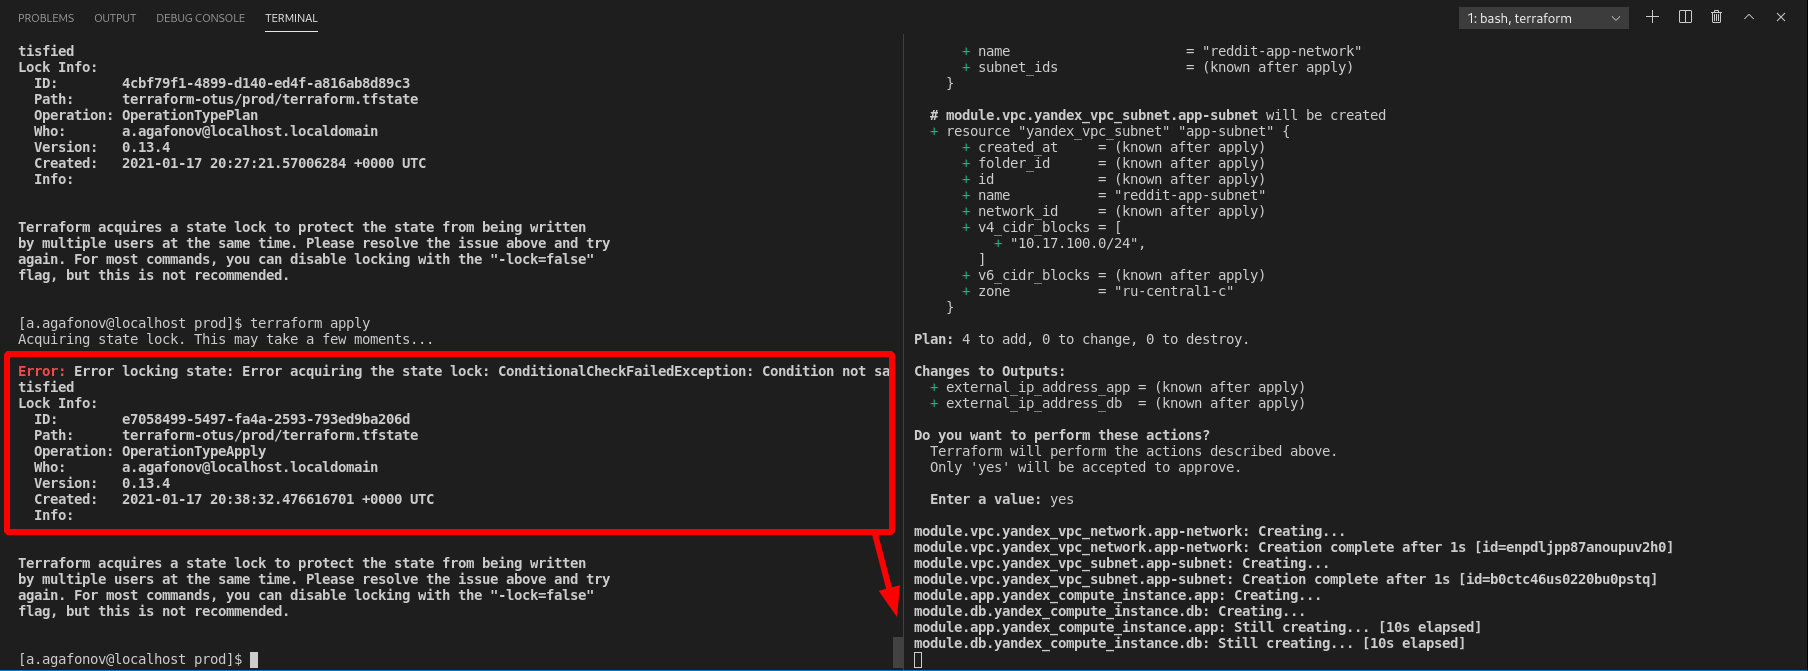 PROBLEMS OUTPUT DEBUG CONSOLE TERMINAL 1: bash, terraform
tisfied
Lock Info:
  ID:        4cbf79f1-4899-d140-ed4f-a816ab8d89c3
  Path:      terraform-otus/prod/terraform.tfstate
  Operation: OperationTypePlan
  Who:       a.agafonov@localhost.localdomain
  Version:   0.13.4
  Created:   2021-01-17 20:27:21.57006284 +0000 UTC
  Info:
Terraform acquires a state lock to protect the state from being written
by multiple users at the same time. Please resolve the issue above and try
again. For most commands, you can disable locking with the "-lock=false"
flag, but this is not recommended.
[a.agafonov@localhost prod]$ terraform apply
Acquiring state lock. This may take a few moments...
Error: Error locking state: Error acquiring the state lock: ConditionalCheckFailedException: Condition not sa
tisfied
Lock Info:
  ID:        e7058499-5497-fa4a-2593-793ed9ba206d
  Path:      terraform-otus/prod/terraform.tfstate
  Operation: OperationTypeApply
  Who:       a.agafonov@localhost.localdomain
  Version:   0.13.4
  Created:   2021-01-17 20:38:32.476616701 +0000 UTC
  Info:
Terraform acquires a state lock to protect the state from being written
by multiple users at the same time. Please resolve the issue above and try
again. For most commands, you can disable locking with the "-lock=false"
flag, but this is not recommended.
[a.agafonov@localhost prod]$
      + name                      = "reddit-app-network"
      + subnet_ids                = (known after apply)
    }
  # module.vpc.yandex_vpc_subnet.app-subnet will be created
  + resource "yandex_vpc_subnet" "app-subnet" {
      + created_at     = (known after apply)
      + folder_id      = (known after apply)
      + id             = (known after apply)
      + name           = "reddit-app-subnet"
      + network_id     = (known after apply)
      + v4_cidr_blocks = [
          + "10.17.100.0/24",
        ]
      + v6_cidr_blocks = (known after apply)
      + zone           = "ru-central1-c"
    }
Plan: 4 to add, 0 to change, 0 to destroy.
Changes to Outputs:
  + external_ip_address_app = (known after apply)
  + external_ip_address_db  = (known after apply)
Do you want to perform these actions?
  Terraform will perform the actions described above.
  Only 'yes' will be accepted to approve.
  Enter a value: yes
module.vpc.yandex_vpc_network.app-network: Creating...
module.vpc.yandex_vpc_network.app-network: Creation complete after 1s [id=enpdljpp87anoupuv2h0]
module.vpc.yandex_vpc_subnet.app-subnet: Creating...
module.vpc.yandex_vpc_subnet.app-subnet: Creation complete after 1s [id=b0ctc46us0220bu0pstq]
module.app.yandex_compute_instance.app: Creating...
module.db.yandex_compute_instance.db: Creating...
module.app.yandex_compute_instance.app: Still creating... [10s elapsed]
module.db.yandex_compute_instance.db: Still creating... [10s elapsed]